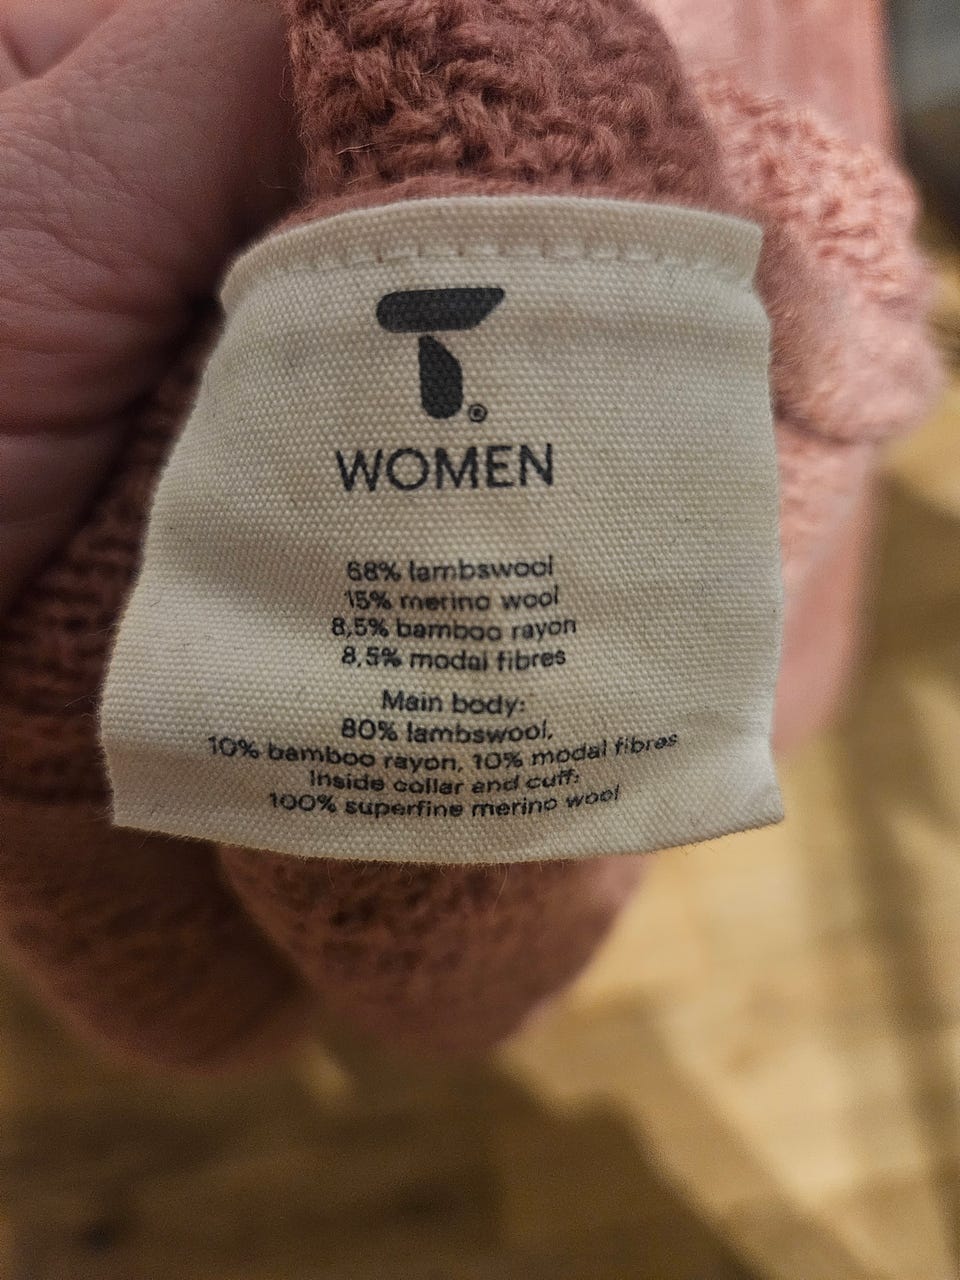 T®
WOMEN
68% lambswool
15% merino wool
8,5% bamboo rayon
8,5% modal fibres
Main body:
80% lambswool,
10% bamboo rayon, 10% modal fibres
Inside collar and cuff:
100% superfine merino wool